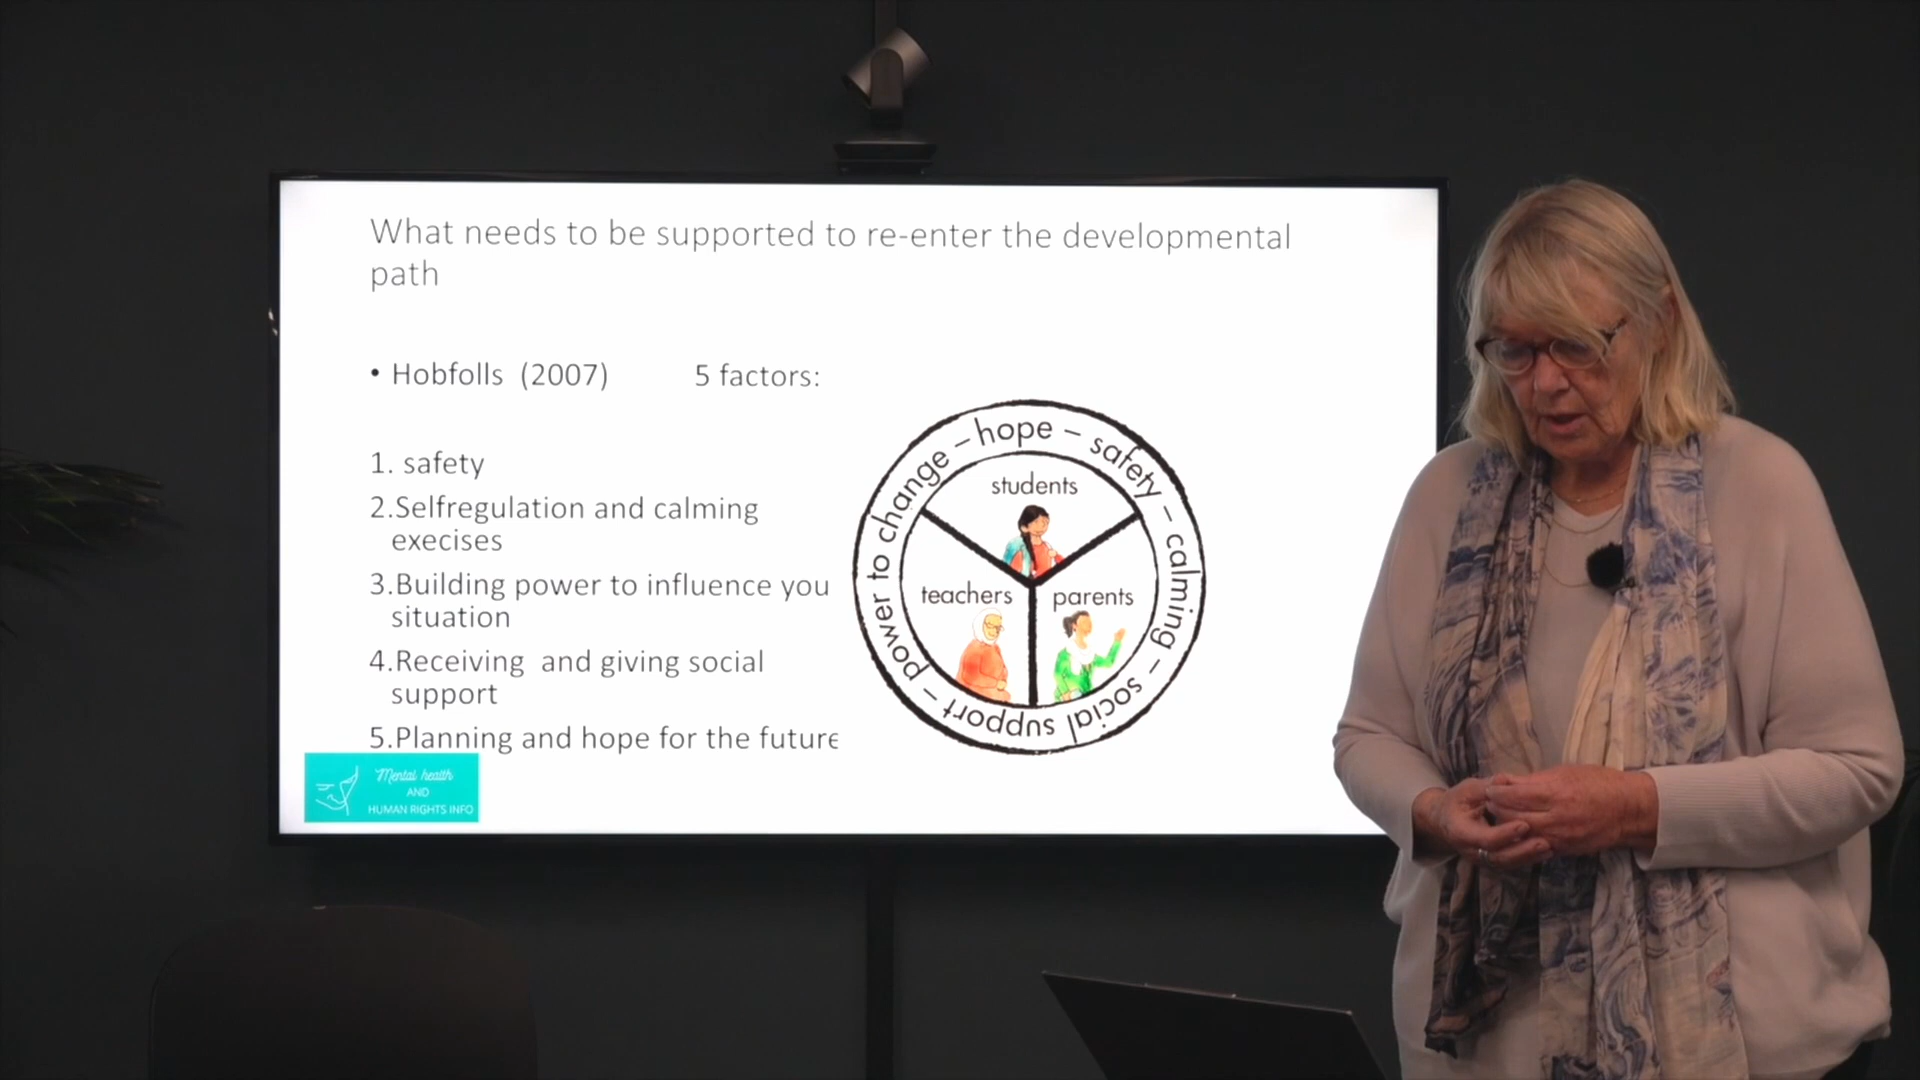 What needs to be supported to re-enter the developmental
path
• Hobfolls (2007) 5 factors:
1. safety
2.Selfregulation and calming
execises
3.Building power to influence you
situation
4.Receiving and giving social
support
5.Planning and hope for the future
power to change – hope – safety – calming – social support –
students
teachers
parents
Mental health
AND
HUMAN RIGHTS INFO